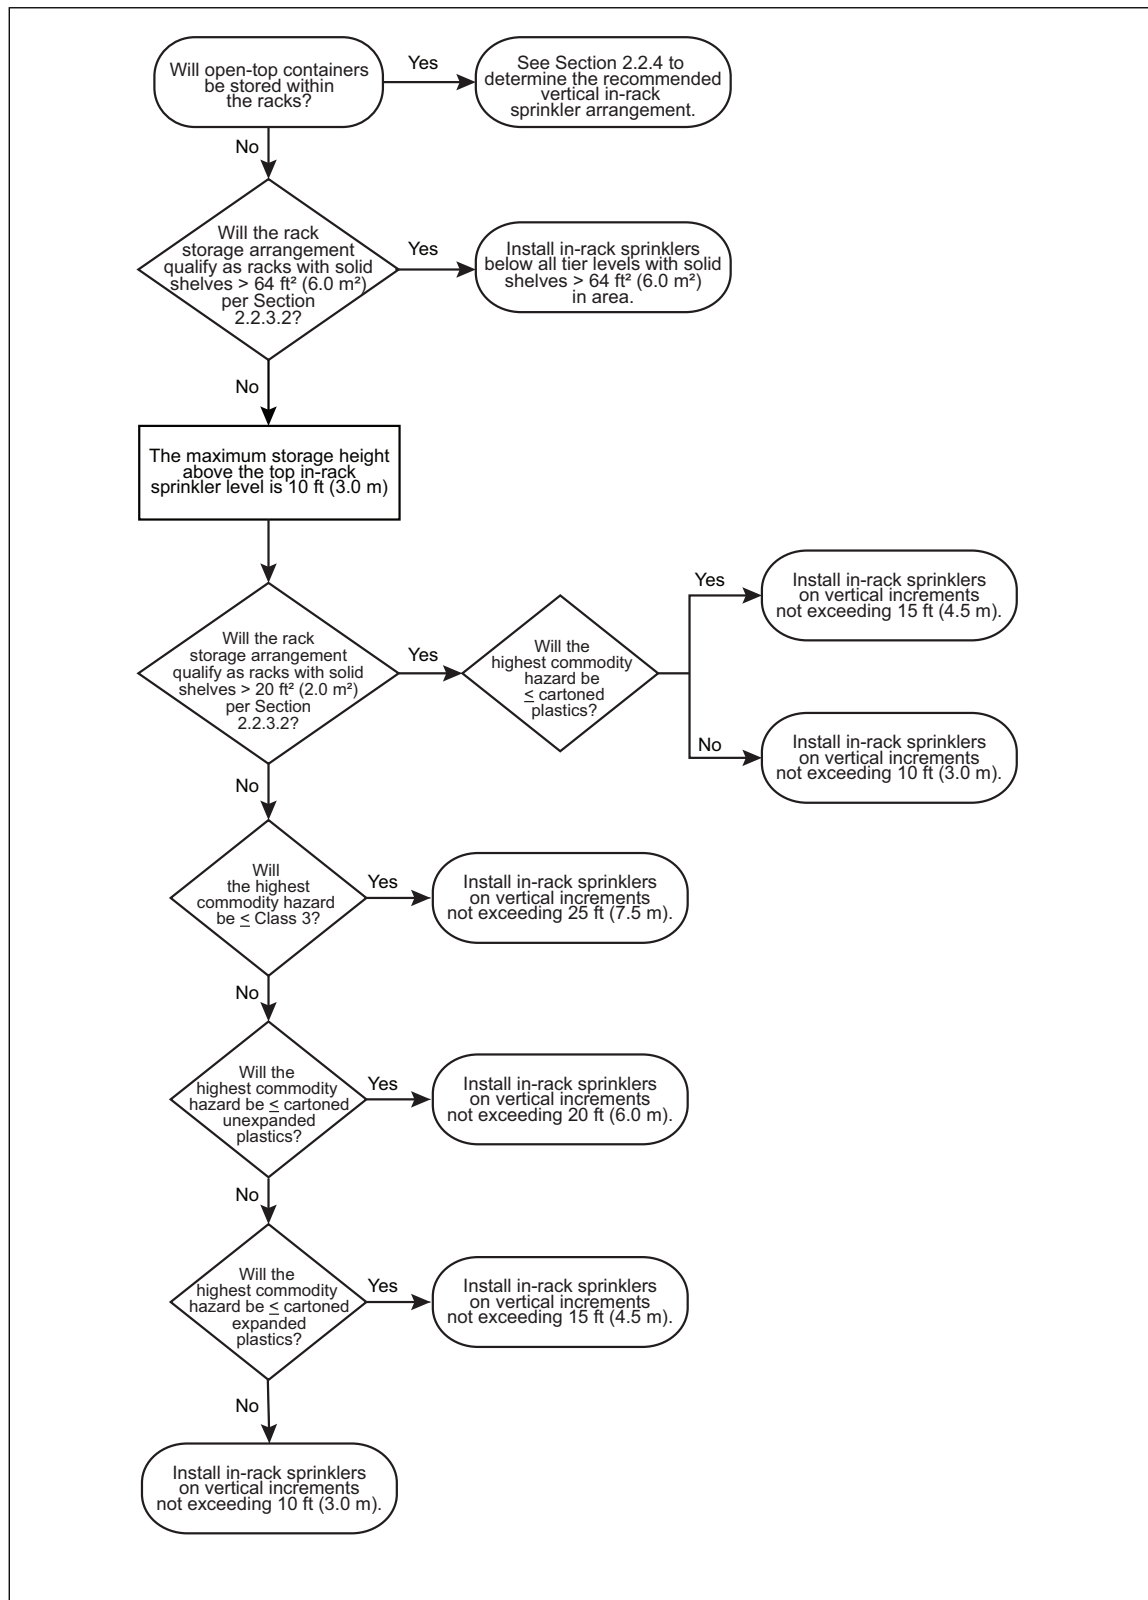 Will open-top containers
be stored within
the racks?
Yes
See Section 2.2.4 to
determine the recommended
vertical in-rack
sprinkler arrangement.
No
Will the rack
storage arrangement
qualify as racks with solid
shelves > 64 ft² (6.0 m²)
per Section
2.2.3.2?
Yes
Install in-rack sprinklers
below all tier levels with solid
shelves > 64 ft² (6.0 m²)
in area.
No
The maximum storage height
above the top in-rack
sprinkler level is 10 ft (3.0 m)
Will the rack
storage arrangement
qualify as racks with solid
shelves > 20 ft² (2.0 m²)
per Section
2.2.3.2?
Yes
Will the
highest commodity
hazard be
≤ cartoned
plastics?
Yes
Install in-rack sprinklers
on vertical increments
not exceeding 15 ft (4.5 m).
No
Install in-rack sprinklers
on vertical increments
not exceeding 10 ft (3.0 m).
No
Will
the highest
commodity hazard
be ≤ Class 3?
Yes
Install in-rack sprinklers
on vertical increments
not exceeding 25 ft (7.5 m).
No
Will the
highest commodity
hazard be ≤ cartoned
unexpanded
plastics?
Yes
Install in-rack sprinklers
on vertical increments
not exceeding 20 ft (6.0 m).
No
Will the
highest commodity
hazard be ≤ cartoned
expanded
plastics?
Yes
Install in-rack sprinklers
on vertical increments
not exceeding 15 ft (4.5 m).
No
Install in-rack sprinklers
on vertical increments
not exceeding 10 ft (3.0 m).